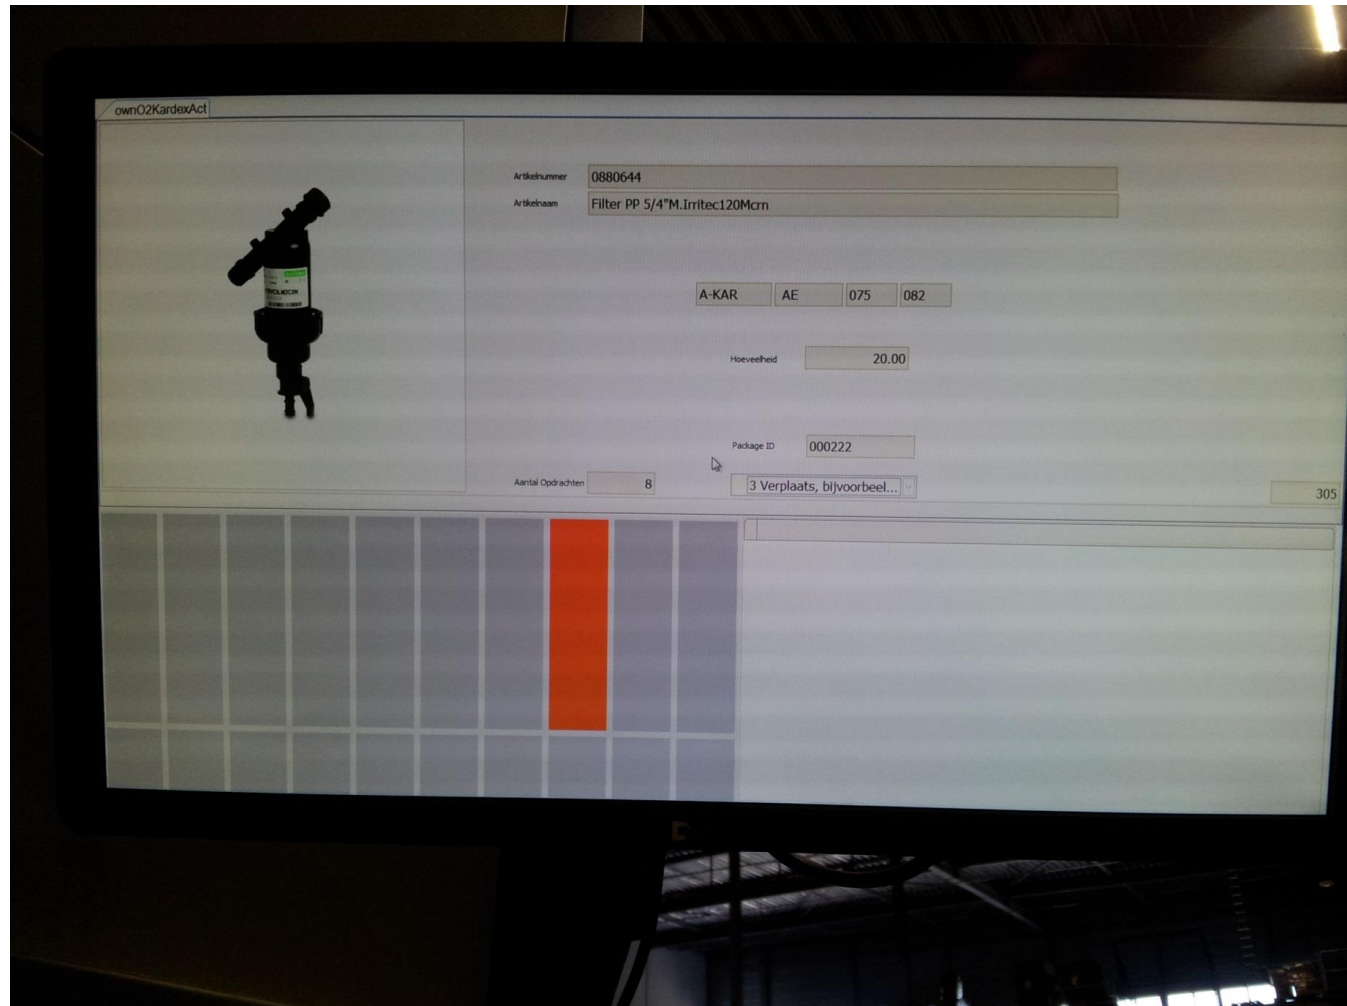 ownO2KardexAct
Artikelnummer 0880644
Artikelnaam Filter PP 5/4"M.Irritec120Mcrn
A-KAR AE 075 082
Hoeveelheid 20.00
Package ID 000222
Aantal Opdrachten 8 3 Verplaats, bijvoorbeel... 305